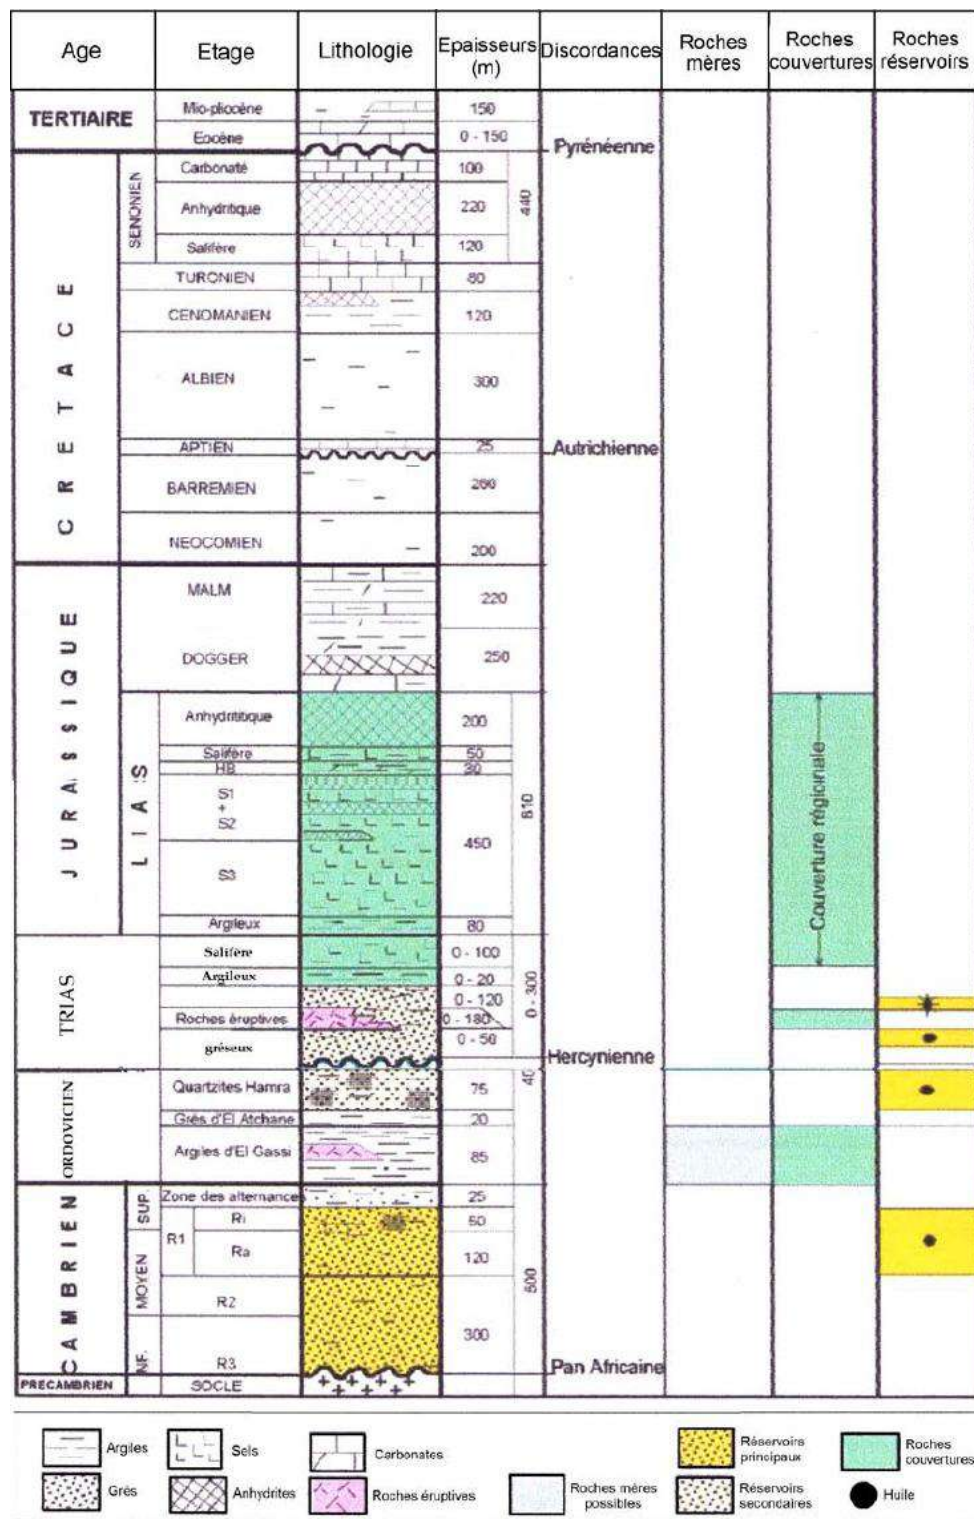 Age Etage Lithologie Epaisseurs (m) Discordances Roches mères Roches couvertures Roches réservoirs
TERTIAIRE
Mio-pliocène 150
Eocène 0 - 150
Pyrénéenne
CRETACE
SENONIEN
Carbonaté 100
Anhydritique 220
440
Salifère 120
TURONIEN 80
CENOMANIEN 120
ALBIEN 300
APTIEN 25
Autrichienne
BARREMIEN 260
NEOCOMIEN 200
JURASSIQUE
MALM 220
DOGGER 250
LIAS
Anhydritique 200
Salifère 50
HB 30
S1
+
S2
450
S3
810
Argileux 80
Couverture régionale
TRIAS
Salifère 0 - 100
Argileux 0 - 20
0 - 120
Roches éruptives 0 - 180
0 - 50
gréseux
0 - 300
Hercynienne
ORDOVICIEN
Quartzites Hamra 75
40
Grés d'El Atchane 20
Argiles d'El Gassi 85
CAMBRIEN
SUP.
Zone des alternances 25
R1
Ri 50
MOYEN
Ra 120
R2
300
INF.
R3
Pan Africaine
PRECAMBRIEN SOCLE
Argiles
Sels
Carbonates
Réservoirs principaux
Roches couvertures
Grés
Anhydrites
Roches éruptives
Roches mères possibles
Réservoirs secondaires
Huile